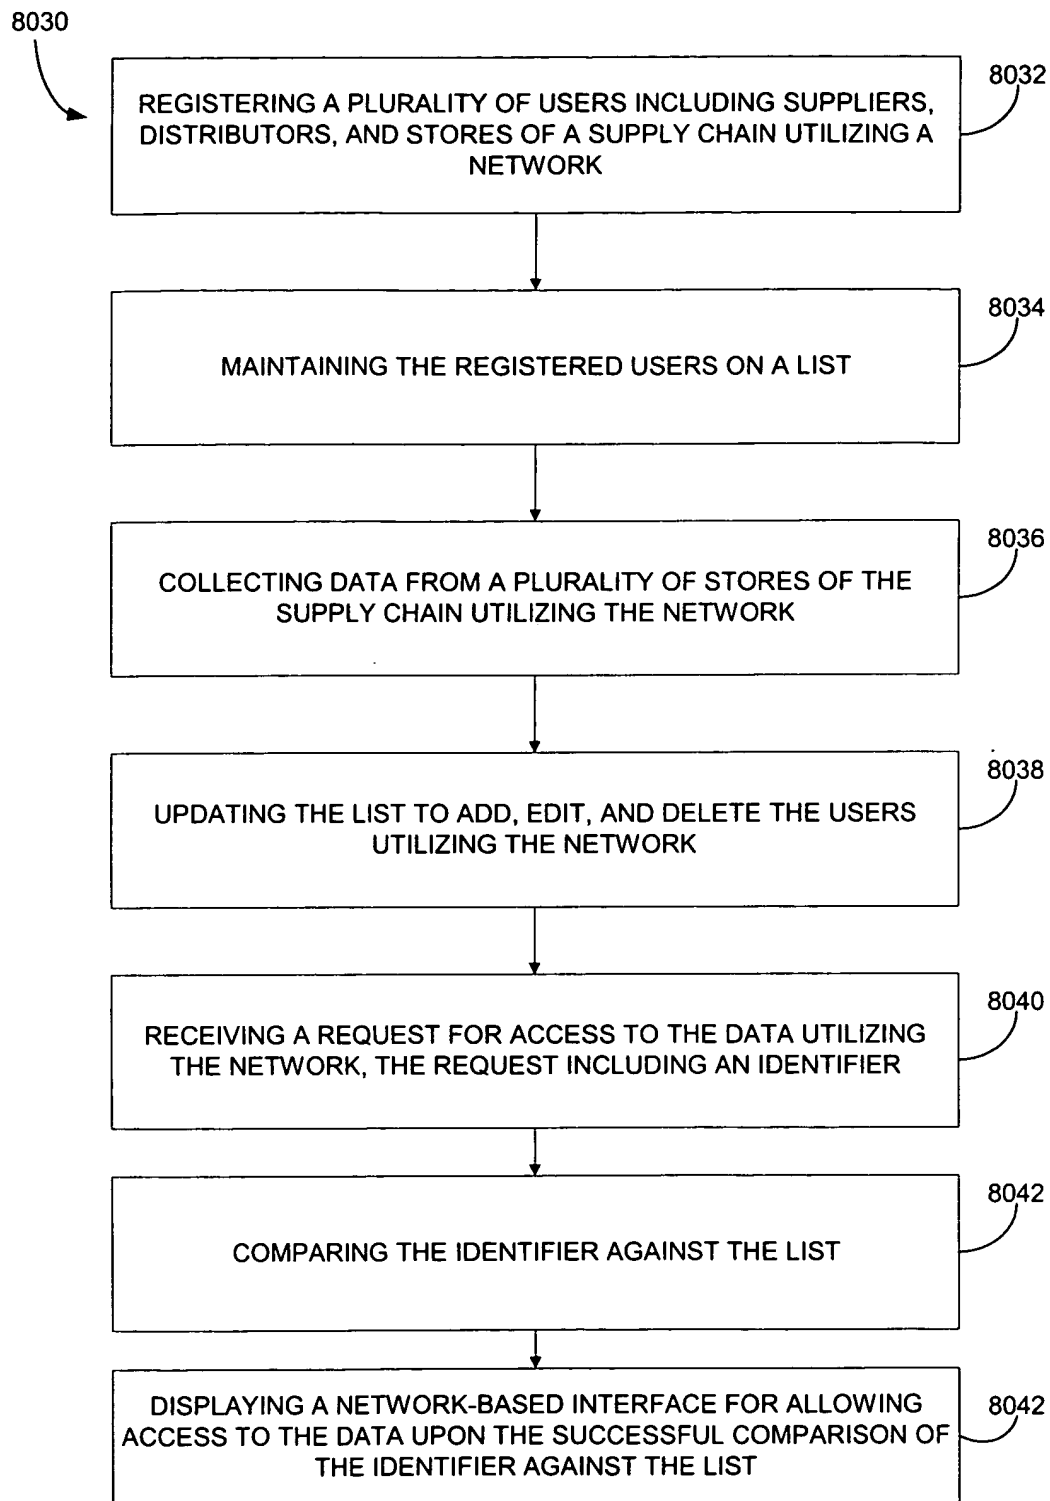 8030
8032
REGISTERING A PLURALITY OF USERS INCLUDING SUPPLIERS,
DISTRIBUTORS, AND STORES OF A SUPPLY CHAIN UTILIZING A
NETWORK
8034
MAINTAINING THE REGISTERED USERS ON A LIST
8036
COLLECTING DATA FROM A PLURALITY OF STORES OF THE
SUPPLY CHAIN UTILIZING THE NETWORK
8038
UPDATING THE LIST TO ADD, EDIT, AND DELETE THE USERS
UTILIZING THE NETWORK
8040
RECEIVING A REQUEST FOR ACCESS TO THE DATA UTILIZING
THE NETWORK, THE REQUEST INCLUDING AN IDENTIFIER
8042
COMPARING THE IDENTIFIER AGAINST THE LIST
8042
DISPLAYING A NETWORK-BASED INTERFACE FOR ALLOWING
ACCESS TO THE DATA UPON THE SUCCESSFUL COMPARISON OF
THE IDENTIFIER AGAINST THE LIST